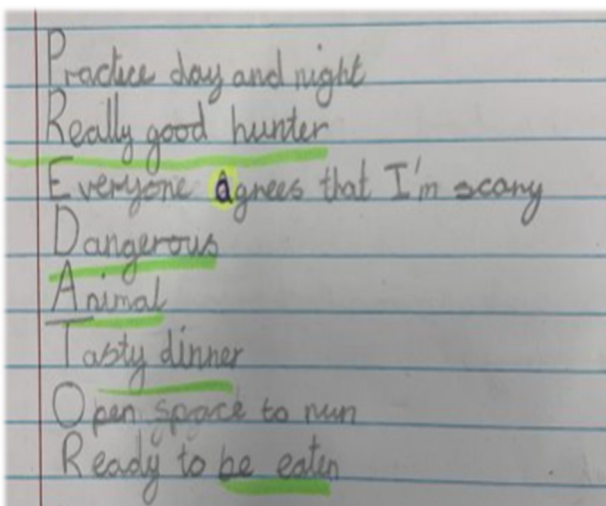 Practice day and night
Really good hunter
Everyone agrees that I'm scary
Dangerous
Animal
Tasty dinner
Open space to run
Ready to be eaten